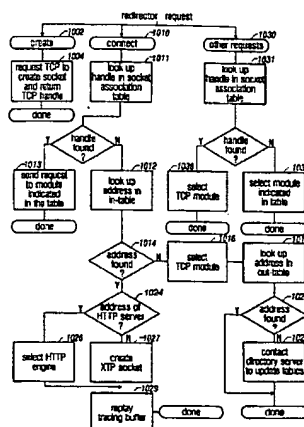 redirector request
1002
create
1010
connect
1030
other requests
1004
request TCP to
create socket
and return
TCP handle
done
1011
look up
handle in socket
association
table
1031
look up
handle in socket
association
table
handle
found
?
Y
N
1013
send request
to module
indicated
in the table
done
1012
look up
address in
in-table
handle
found
?
Y
N
select
TCP module
done
select module
indicated
in table
done
1014
address
found
?
Y
N
1016
select
TCP module
look up
address in
out-table
1024
address of
HTTP server
?
Y
N
address
found
?
Y
N
1026
select HTTP
engine
1027
create
XTP socket
contact
directory server
to update tables
1029
replay
tracing buffer
done
done